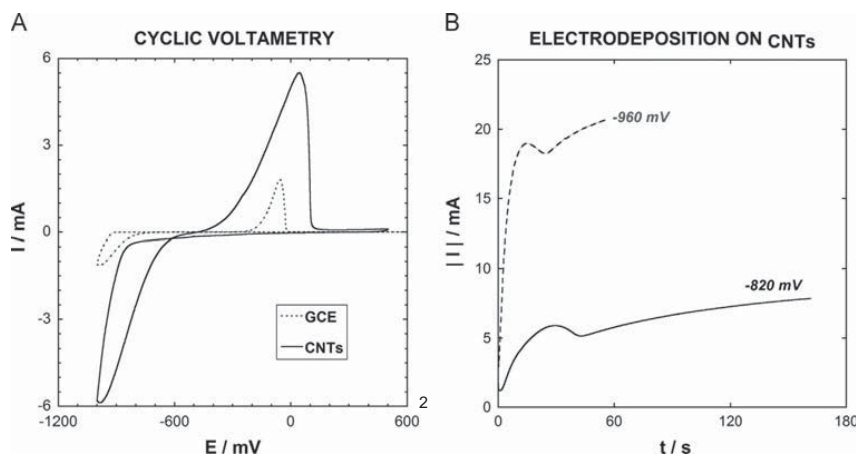 A
CYCLIC VOLTAMETRY
6
3
0
-3
-6
I / mA
GCE
CNTs
-1200
-600
0
600
E / mV
2
B
ELECTRODEPOSITION ON CNTs
25
20
15
10
5
0
| I | / mA
-960 mV
-820 mV
0
60
120
180
t / s